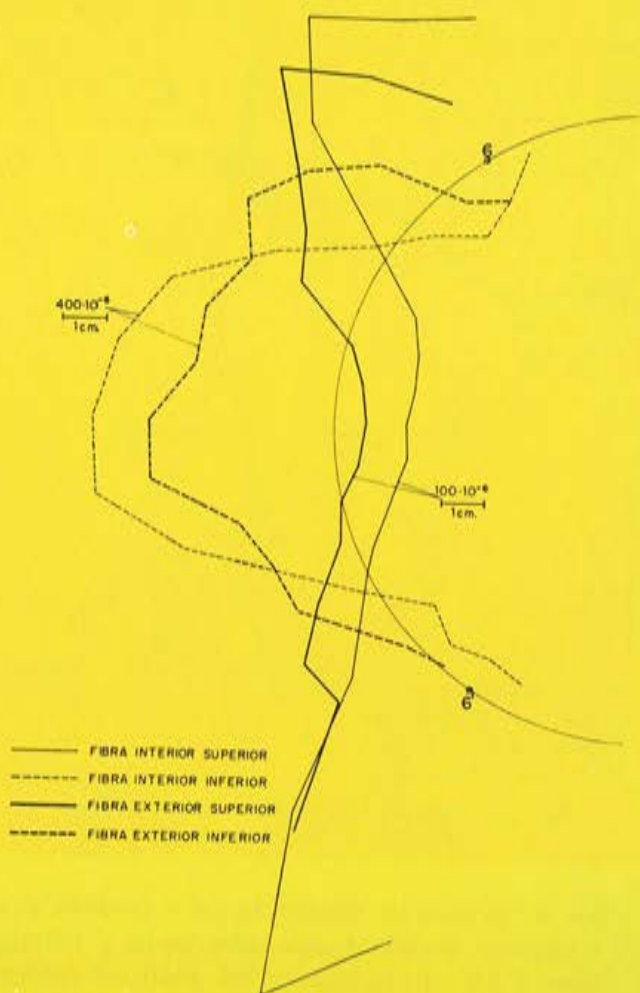 6
400·10⁻⁶
1cm.
100·10⁻⁶
1cm.
6
FIBRA INTERIOR SUPERIOR
FIBRA INTERIOR INFERIOR
FIBRA EXTERIOR SUPERIOR
FIBRA EXTERIOR INFERIOR